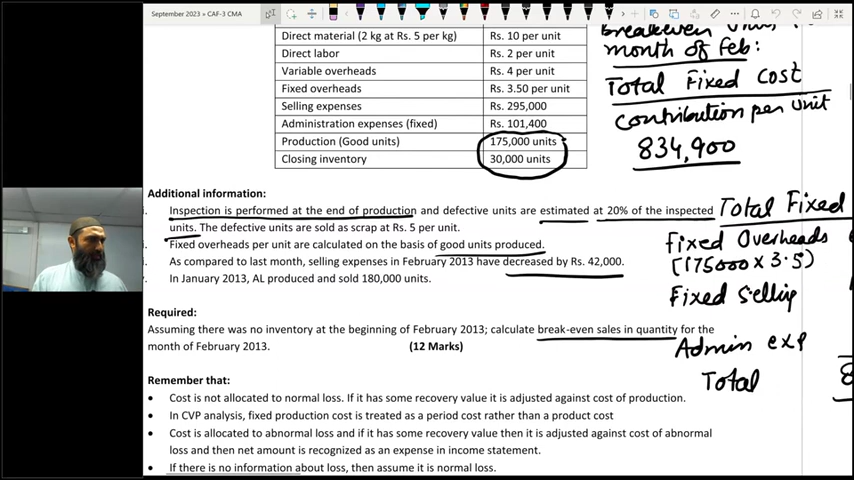 September 2023 » CAF-3 CMA
Direct material (2 kg at Rs. 5 per kg) Rs. 10 per unit
Direct labor Rs. 2 per unit
Variable overheads Rs. 4 per unit
Fixed overheads Rs. 3.50 per unit
Selling expenses Rs. 295,000
Administration expenses (fixed) Rs. 101,400
Production (Good units) 175,000 units
Closing inventory 30,000 units
month of feb:
Total Fixed Cost
contribution per unit
834,900
Additional information:
i. Inspection is performed at the end of production and defective units are estimated at 20% of the inspected
units. The defective units are sold as scrap at Rs. 5 per unit.
i. Fixed overheads per unit are calculated on the basis of good units produced.
i. As compared to last month, selling expenses in February 2013 have decreased by Rs. 42,000.
In January 2013, AL produced and sold 180,000 units.
Total Fixed
Fixed Overheads
(175000 x 3.5)
Fixed Selling
Admin exp
Total
Required:
Assuming there was no inventory at the beginning of February 2013; calculate break-even sales in quantity for the
month of February 2013. (12 Marks)
Remember that:
• Cost is not allocated to normal loss. If it has some recovery value it is adjusted against cost of production.
• In CVP analysis, fixed production cost is treated as a period cost rather than a product cost
• Cost is allocated to abnormal loss and if it has some recovery value then it is adjusted against cost of abnormal
loss and then net amount is recognized as an expense in income statement.
• If there is no information about loss, then assume it is normal loss.